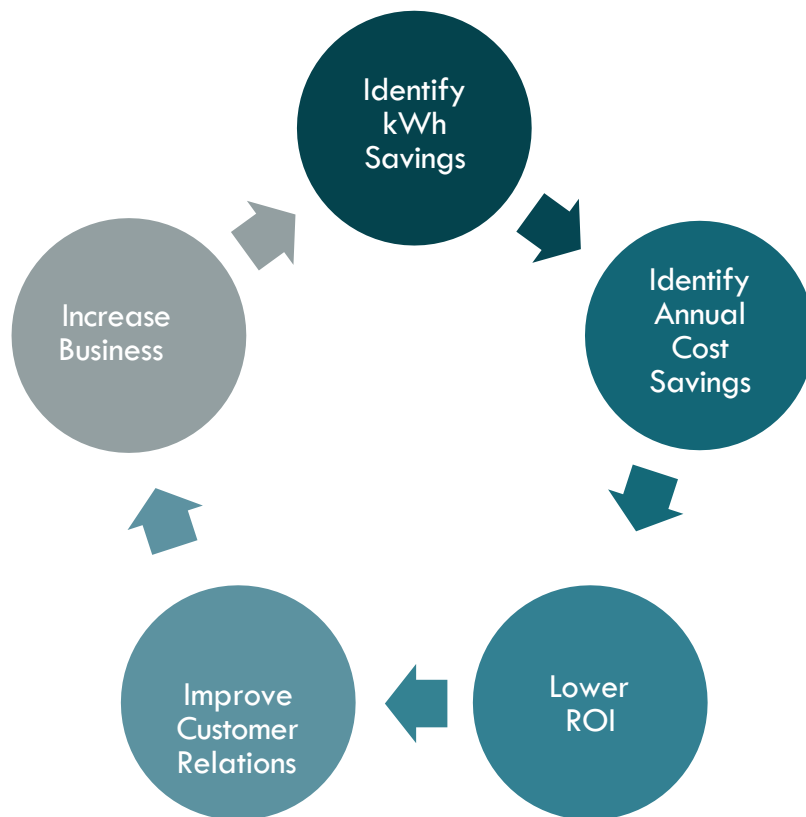 Identify
kWh
Savings
Identify
Annual
Cost
Savings
Lower
ROI
Improve
Customer
Relations
Increase
Business